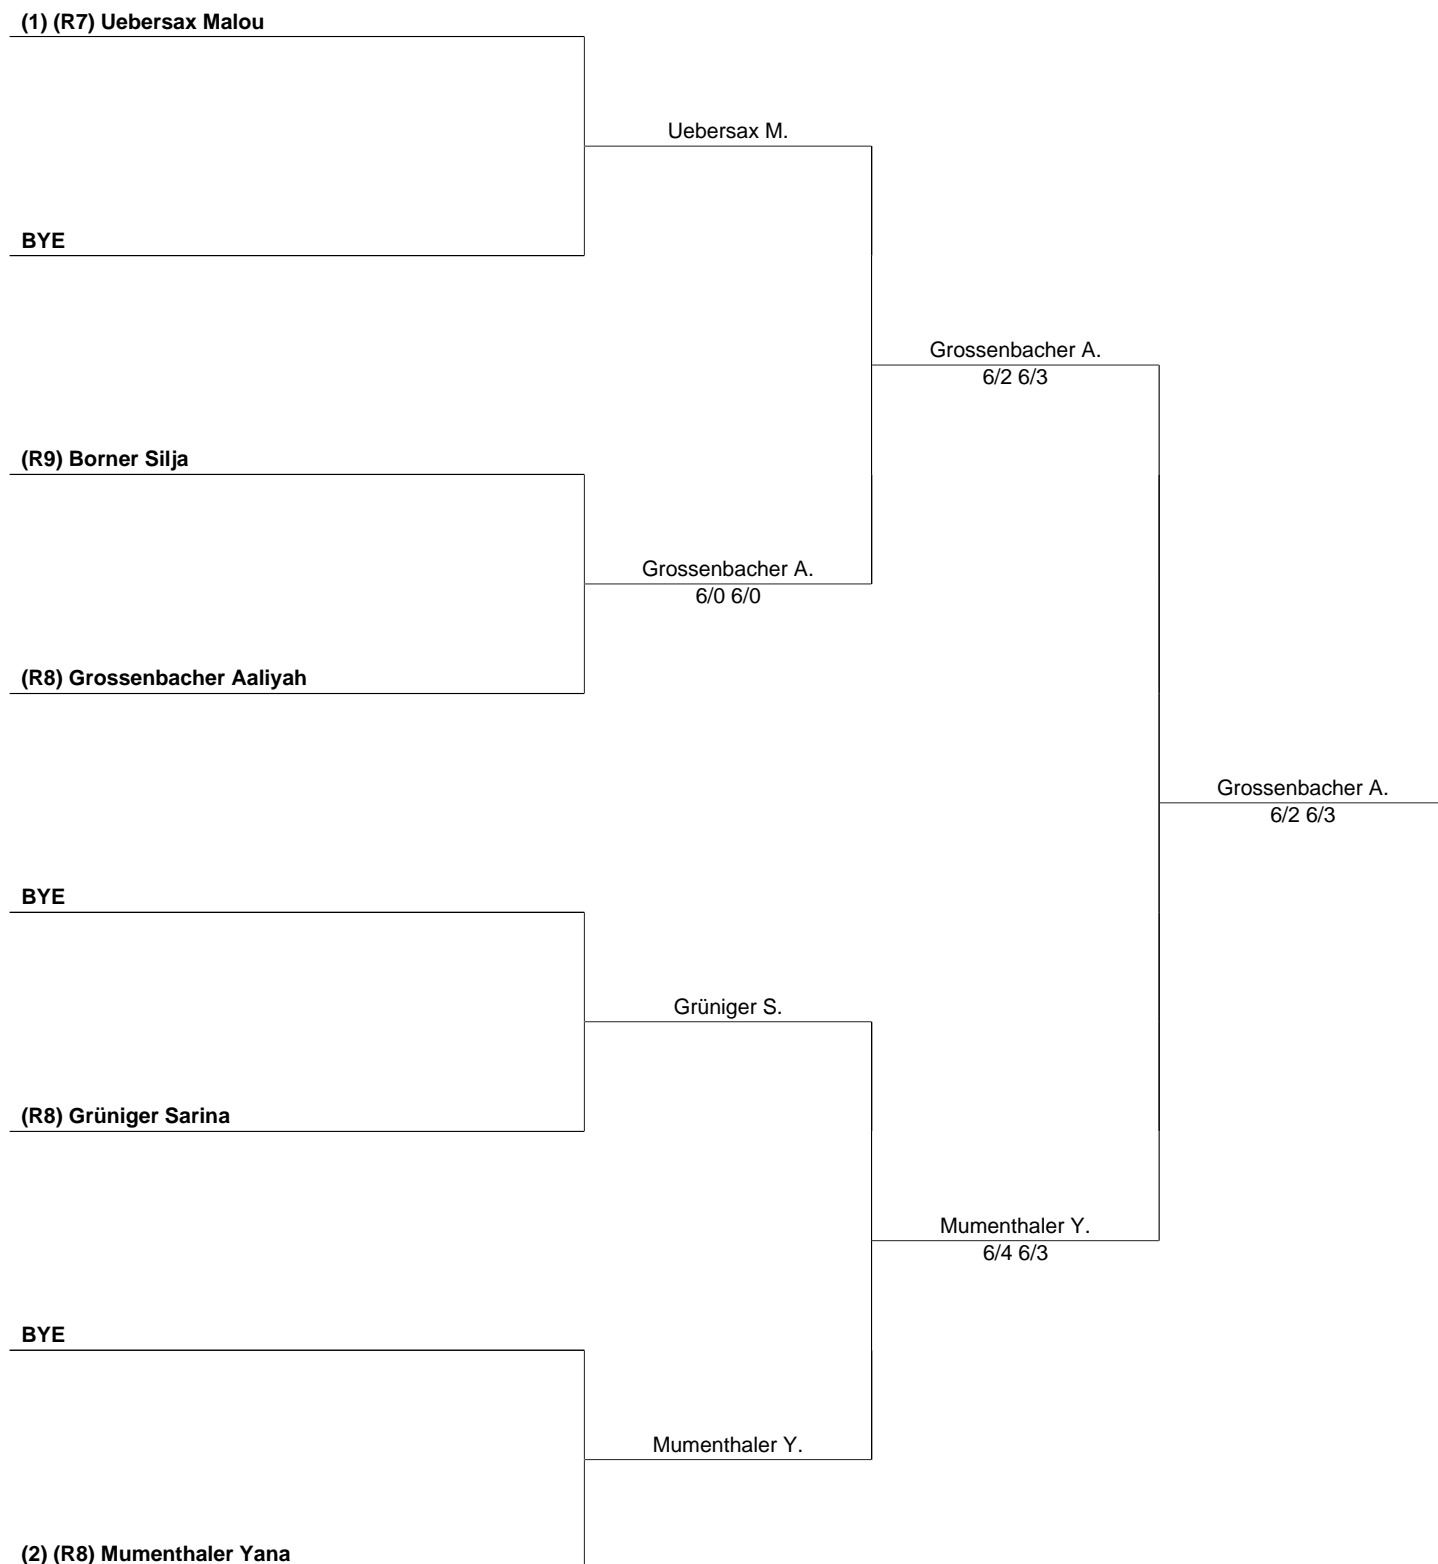 (1) (R7) Uebersax Malou
Uebersax M.
BYE
Grossenbacher A.
6/2 6/3
(R9) Borner Silja
Grossenbacher A.
6/0 6/0
(R8) Grossenbacher Aaliyah
Grossenbacher A.
6/2 6/3
BYE
Grüniger S.
(R8) Grüniger Sarina
Mumenthaler Y.
6/4 6/3
BYE
Mumenthaler Y.
(2) (R8) Mumenthaler Yana